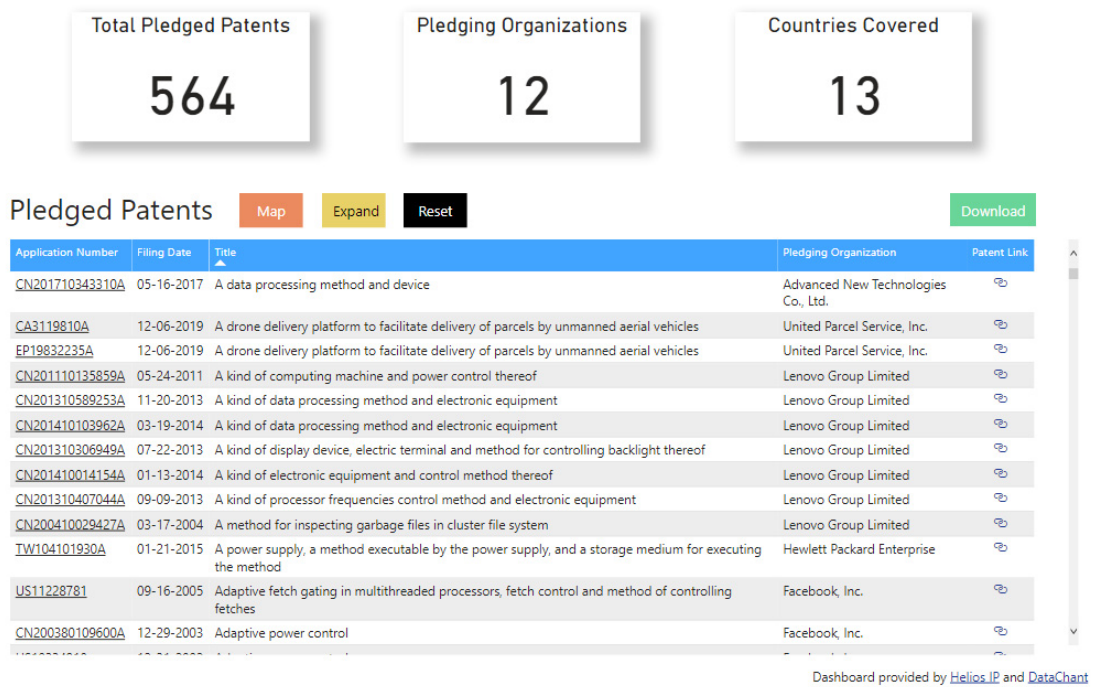 Total Pledged Patents
Pledging Organizations
Countries Covered
564
12
13
Pledged Patents
Map
Expand
Reset
Download
Application Number Filing Date Title Pledging Organization Patent Link
CN201710343310A 05-16-2017 A data processing method and device Advanced New Technologies
Co., Ltd.
CA3119810A 12-06-2019 A drone delivery platform to facilitate delivery of parcels by unmanned aerial vehicles United Parcel Service, Inc.
EP19832235A 12-06-2019 A drone delivery platform to facilitate delivery of parcels by unmanned aerial vehicles United Parcel Service, Inc.
CN201110135859A 05-24-2011 A kind of computing machine and power control thereof Lenovo Group Limited
CN201310589253A 11-20-2013 A kind of data processing method and electronic equipment Lenovo Group Limited
CN201410103962A 03-19-2014 A kind of data processing method and electronic equipment Lenovo Group Limited
CN201310306949A 07-22-2013 A kind of display device, electric terminal and method for controlling backlight thereof Lenovo Group Limited
CN201410014154A 01-13-2014 A kind of electronic equipment and control method thereof Lenovo Group Limited
CN201310407044A 09-09-2013 A kind of processor frequencies control method and electronic equipment Lenovo Group Limited
CN200410029427A 03-17-2004 A method for inspecting garbage files in cluster file system Lenovo Group Limited
TW104101930A 01-21-2015 A power supply, a method executable by the power supply, and a storage medium for executing Hewlett Packard Enterprise
the method
US11228781 09-16-2005 Adaptive fetch gating in multithreaded processors, fetch control and method of controlling Facebook, Inc.
fetches
CN200380109600A 12-29-2003 Adaptive power control Facebook, Inc.
Dashboard provided by Helios IP and DataChant